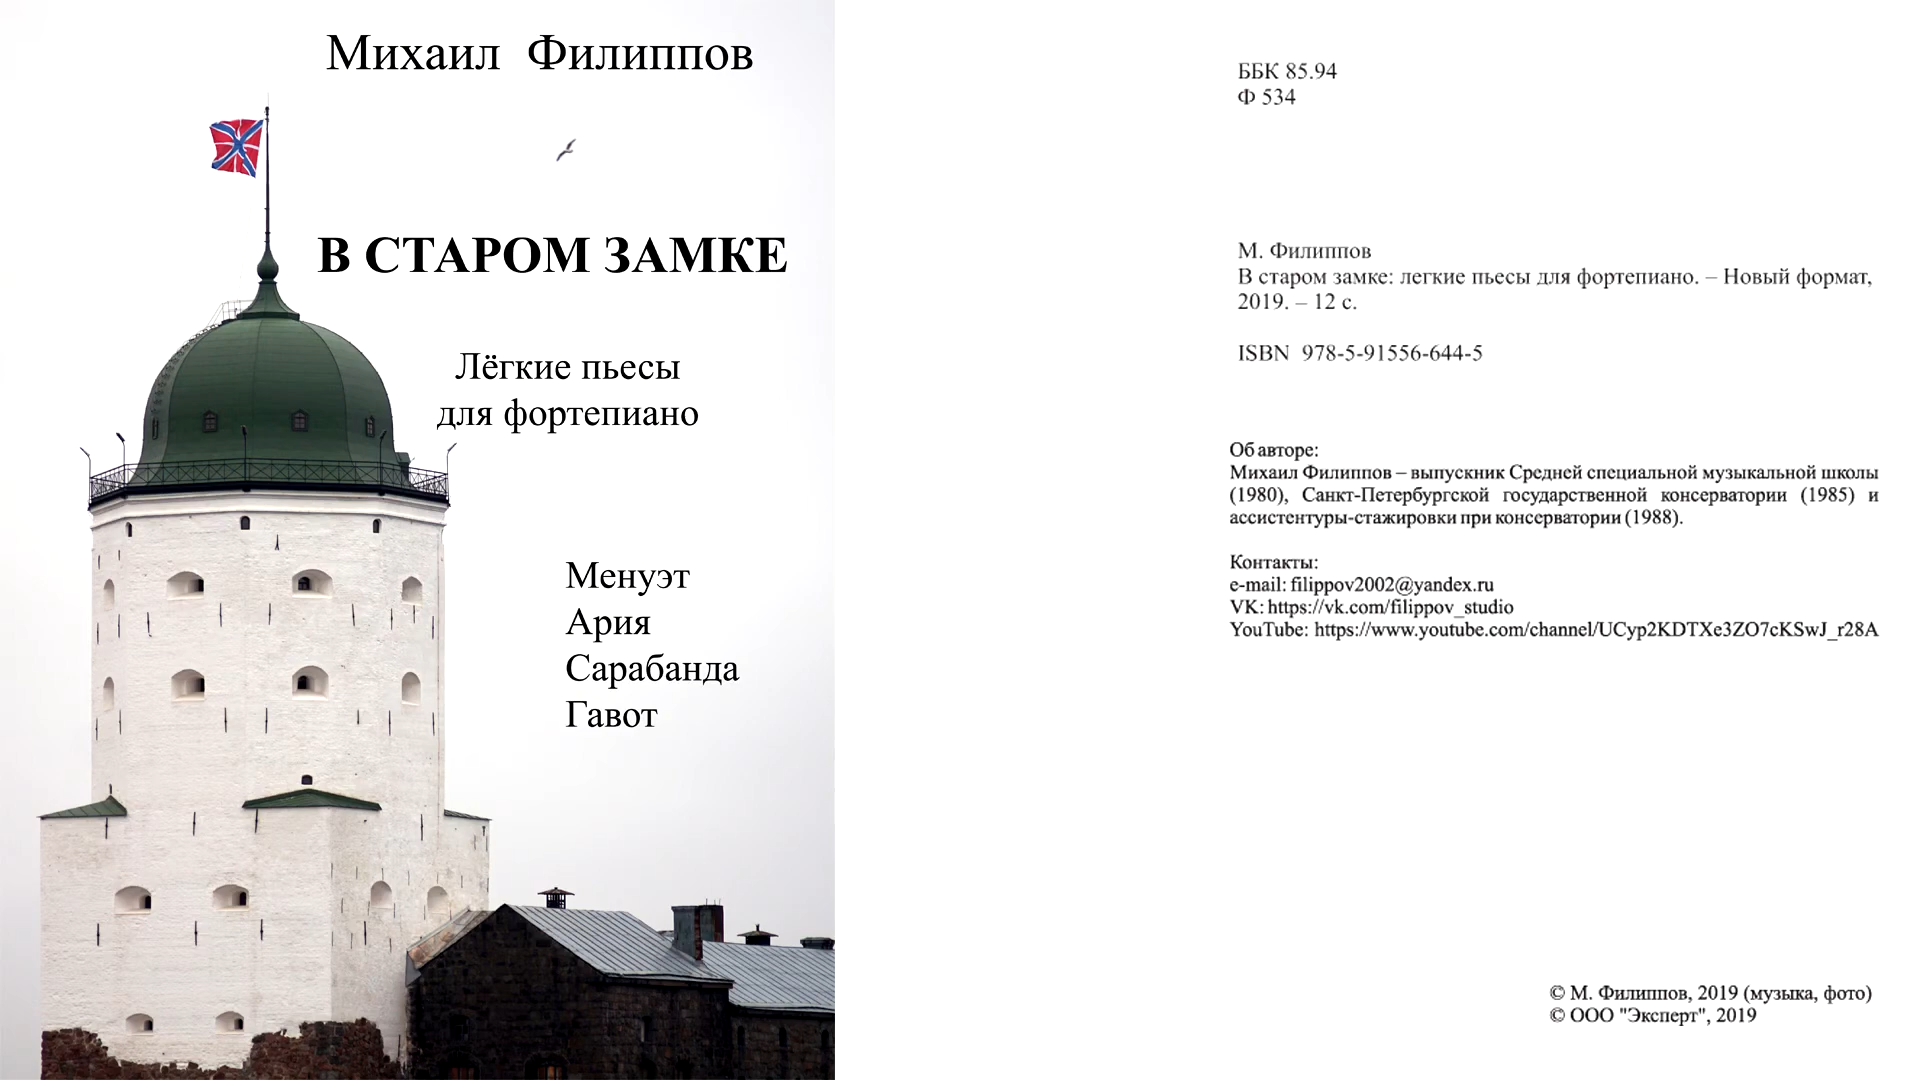 Михаил Филиппов
В СТАРОМ ЗАМКЕ
Лёгкие пьесы
для фортепиано
Менуэт
Ария
Сарабанда
Гавот
ББК 85.94
Ф 534
М. Филиппов
В старом замке: легкие пьесы для фортепиано. – Новый формат,
2019. – 12 с.
ISBN 978-5-91556-644-5
Об авторе:
Михаил Филиппов – выпускник Средней специальной музыкальной школы
(1980), Санкт-Петербургской государственной консерватории (1985) и
ассистентуры-стажировки при консерватории (1988).
Контакты:
e-mail: filippov2002@yandex.ru
VK: https://vk.com/filippov_studio
YouTube: https://www.youtube.com/channel/UCyp2KDTXe3ZO7cKSwJ_r28A
© М. Филиппов, 2019 (музыка, фото)
© ООО "Эксперт", 2019